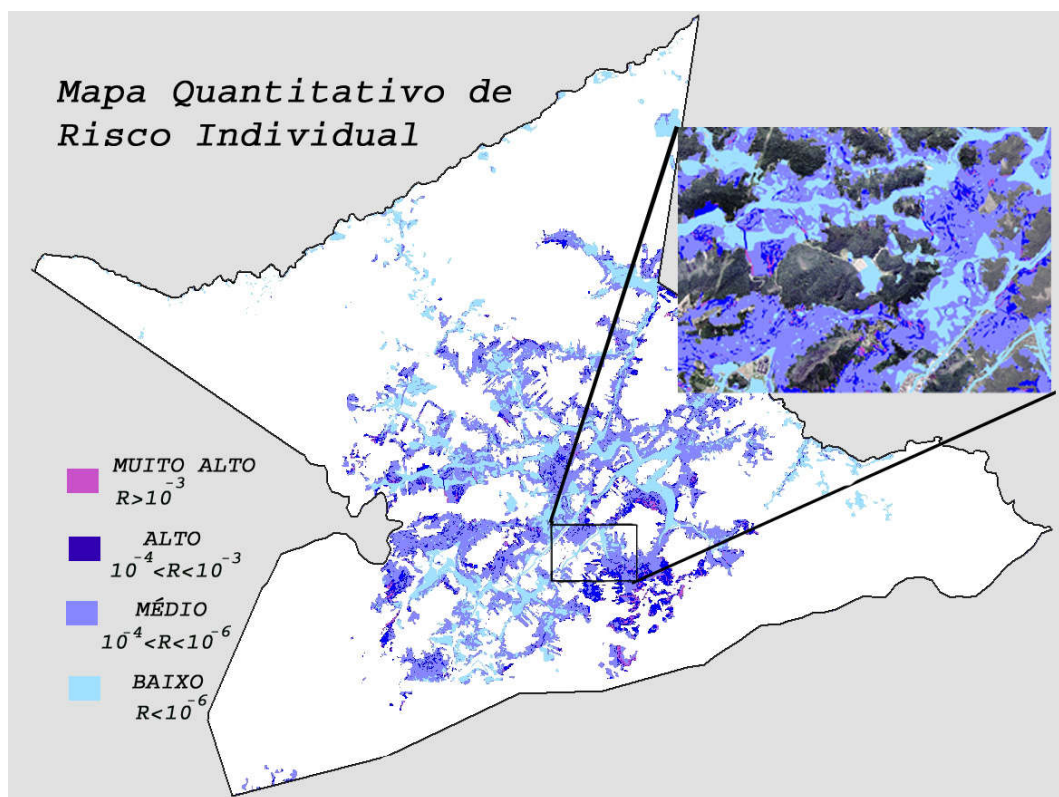 Mapa Quantitativo de
Risco Individual
MUITO ALTO
R>10⁻³
ALTO
10⁻⁴<R<10⁻³
MÉDIO
10⁻⁴<R<10⁻⁶
BAIXO
R<10⁻⁶